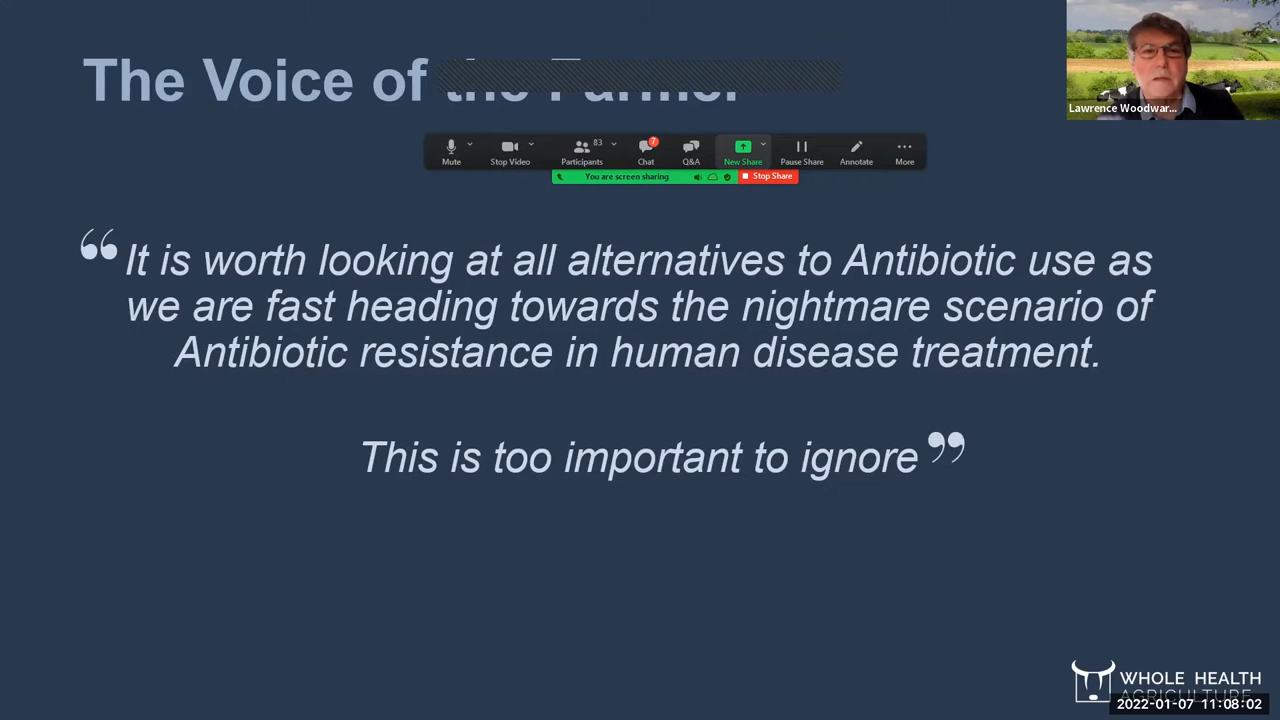 The Voice of the Farmer
Lawrence Woodwar...
83
7
Mute
Stop Video
Participants
Chat
Q&A
New Share
Pause Share
Annotate
More
You are screen sharing
Stop Share
“It is worth looking at all alternatives to Antibiotic use as
we are fast heading towards the nightmare scenario of
Antibiotic resistance in human disease treatment.
This is too important to ignore”
WHOLE HEALTH
AGRICULTURE
2022-01-07 11:08:02